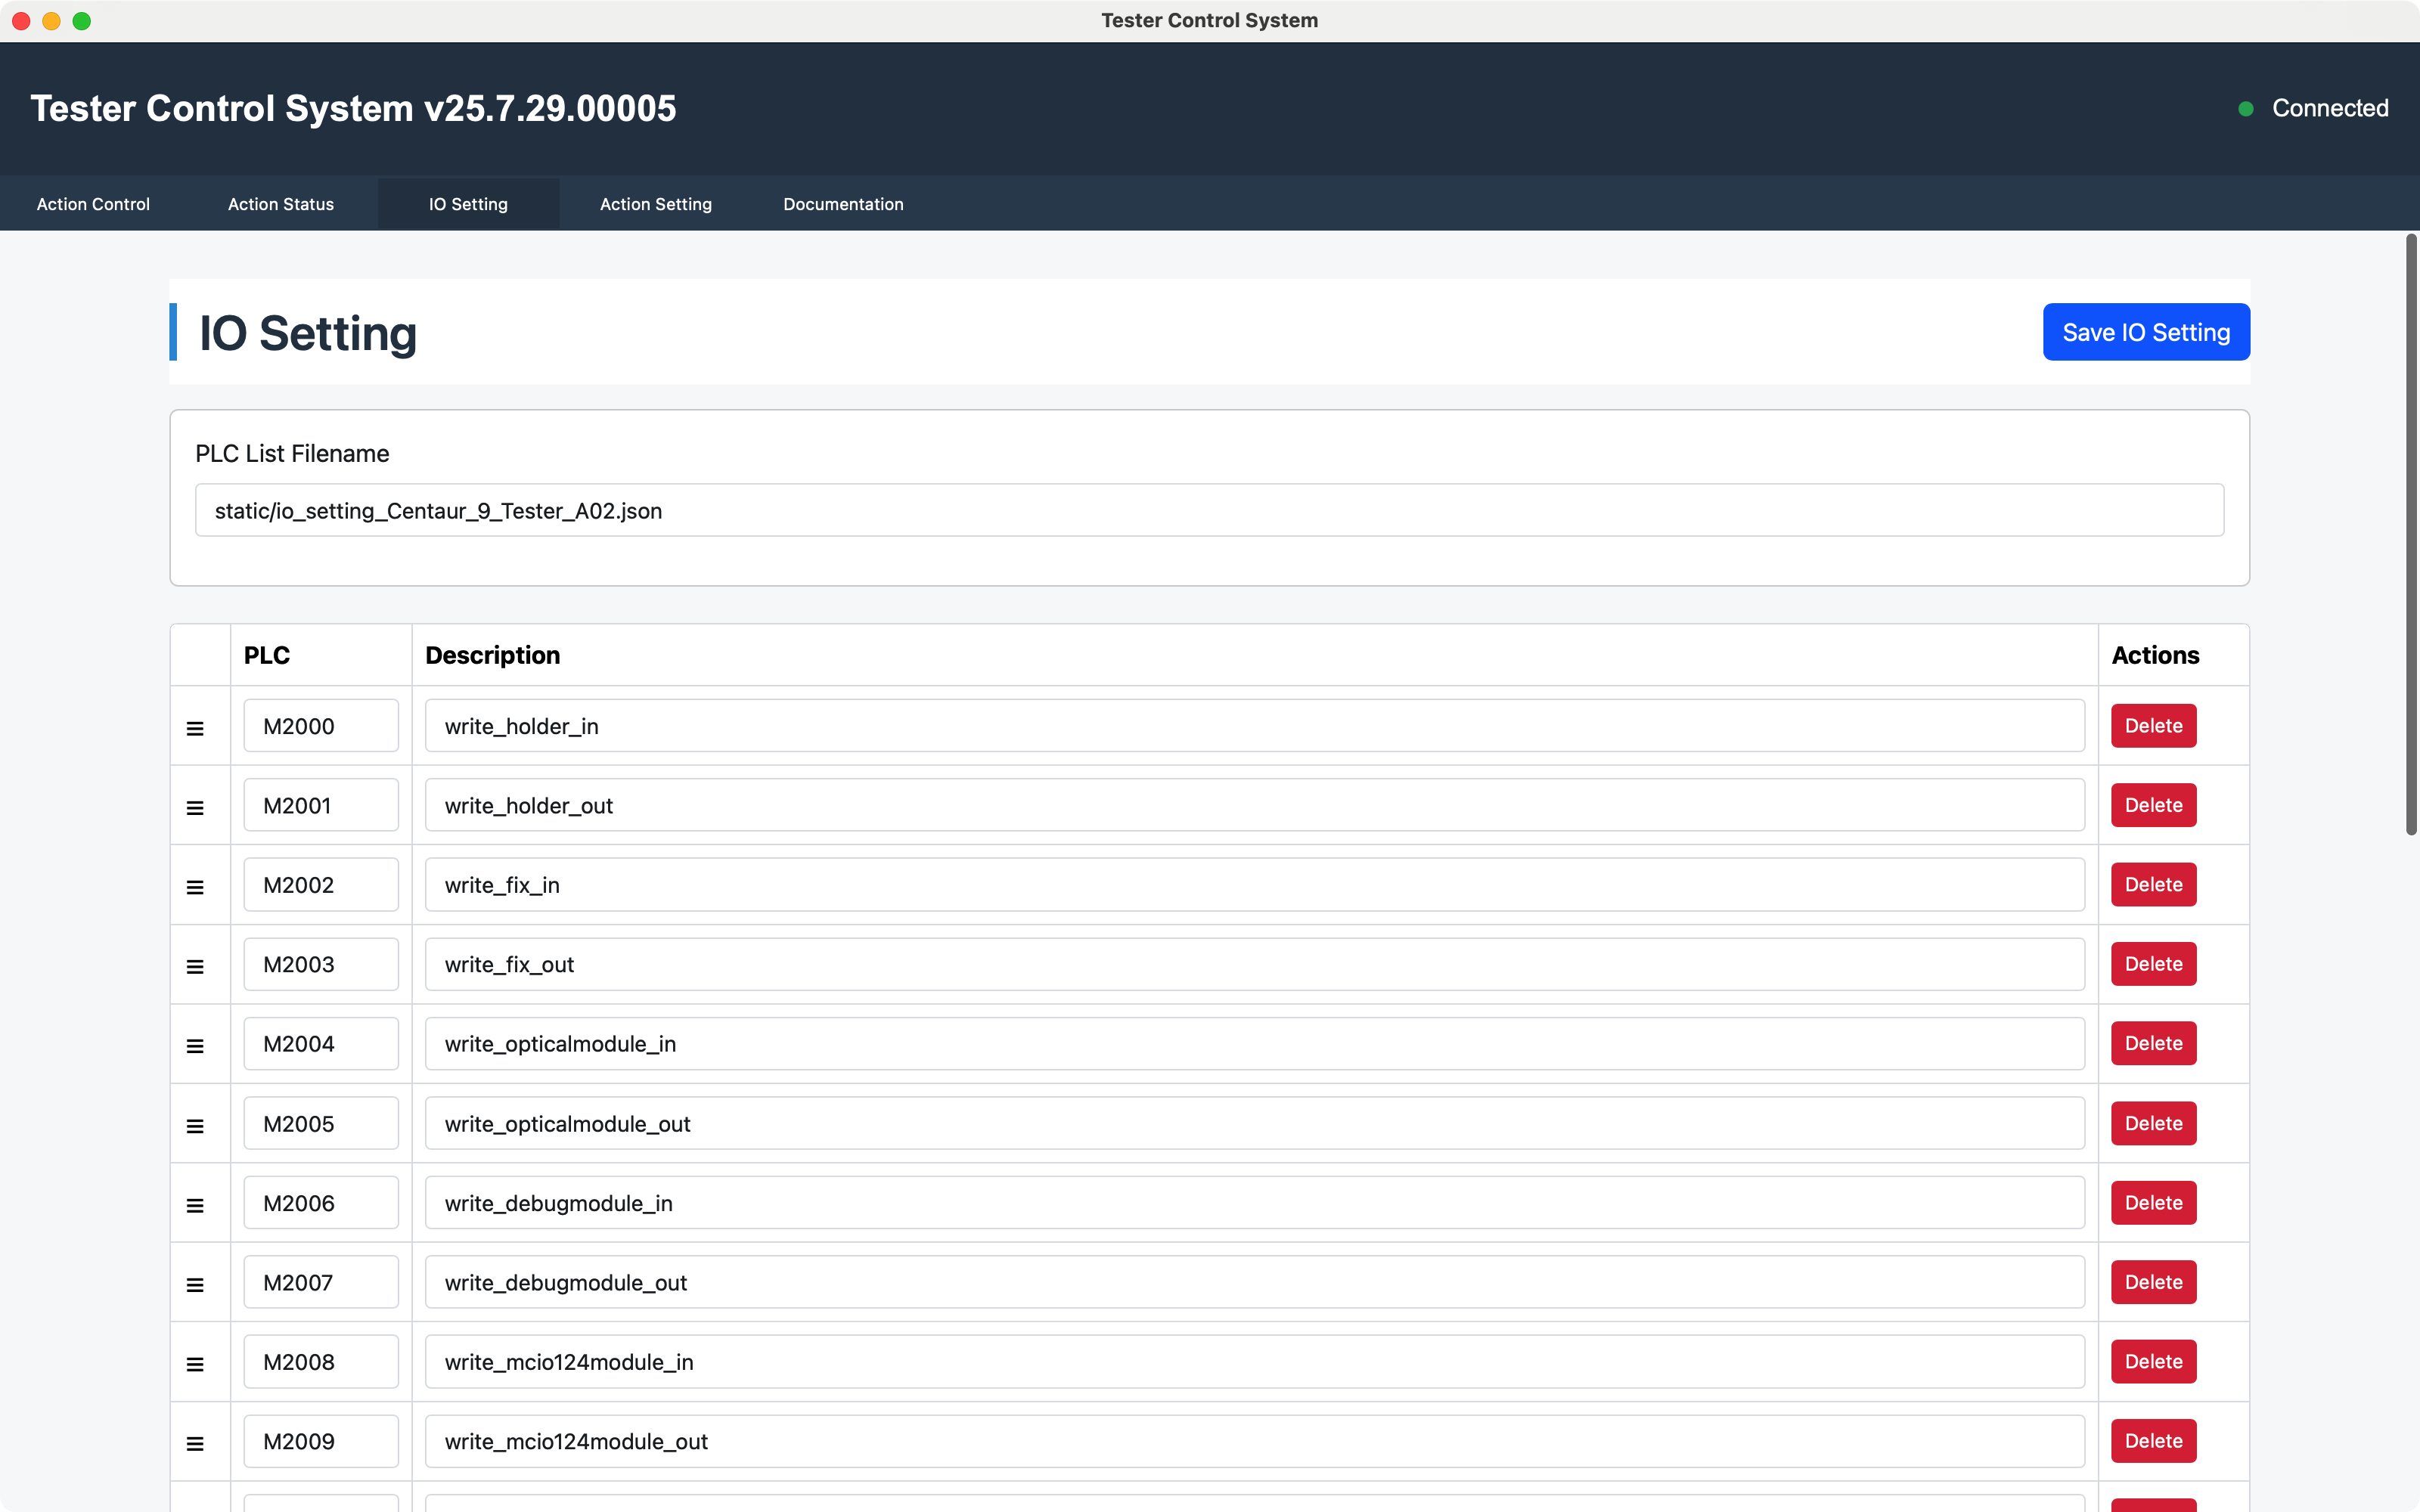 Tester Control System
Tester Control System v25.7.29.00005
Connected
Action Control
Action Status
IO Setting
Action Setting
Documentation
IO Setting
Save IO Setting
PLC List Filename
static/io_setting_Centaur_9_Tester_A02.json
PLC Description Actions
M2000 write_holder_in Delete
M2001 write_holder_out Delete
M2002 write_fix_in Delete
M2003 write_fix_out Delete
M2004 write_opticalmodule_in Delete
M2005 write_opticalmodule_out Delete
M2006 write_debugmodule_in Delete
M2007 write_debugmodule_out Delete
M2008 write_mcio124module_in Delete
M2009 write_mcio124module_out Delete